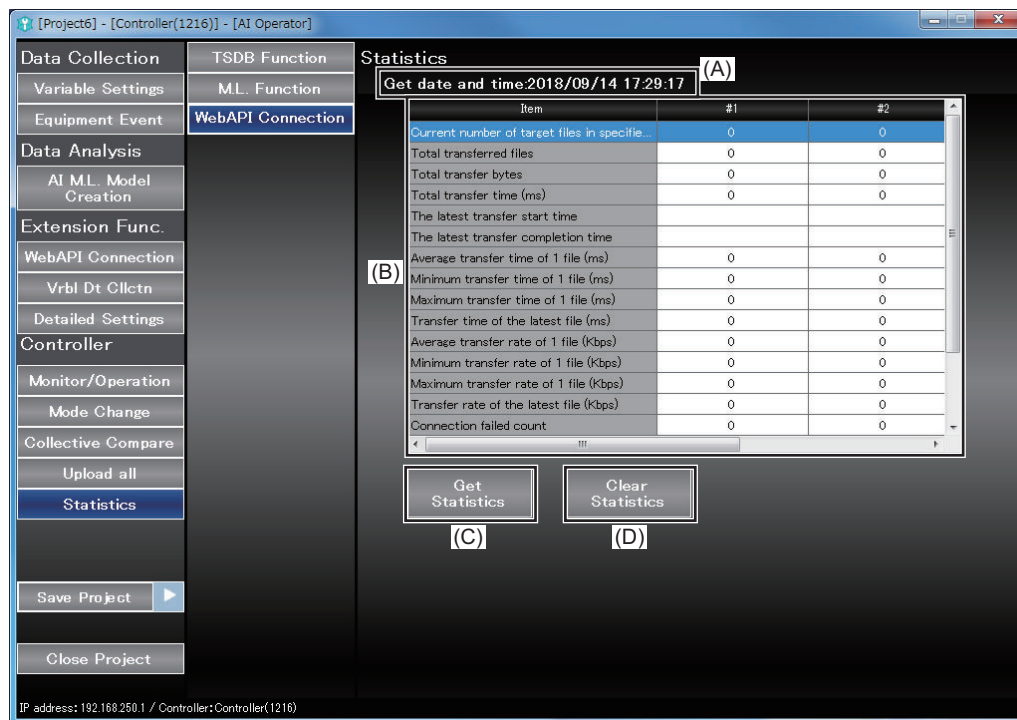 [Project6] - [Controller(1216)] - [AI Operator]
Data Collection
Variable Settings
Equipment Event
Data Analysis
AI M.L. Model
Creation
Extension Func.
WebAPI Connection
Vrbl Dt Cllctn
Detailed Settings
Controller
Monitor/Operation
Mode Change
Collective Compare
Upload all
Statistics
Save Project
Close Project
TSDB Function
M.L. Function
WebAPI Connection
Statistics
(A)
Get date and time:2018/09/14 17:29:17
(B)
Item #1 #2
Current number of target files in specifie... 0 0
Total transferred files 0 0
Total transfer bytes 0 0
Total transfer time (ms) 0 0
The latest transfer start time
The latest transfer completion time
Average transfer time of 1 file (ms) 0 0
Minimum transfer time of 1 file (ms) 0 0
Maximum transfer time of 1 file (ms) 0 0
Transfer time of the latest file (ms) 0 0
Average transfer rate of 1 file (Kbps) 0 0
Minimum transfer rate of 1 file (Kbps) 0 0
Maximum transfer rate of 1 file (Kbps) 0 0
Transfer rate of the latest file (Kbps) 0 0
Connection failed count 0 0
Get
Statistics
Clear
Statistics
(C)
(D)
IP address: 192.168.250.1 / Controller:Controller(1216)